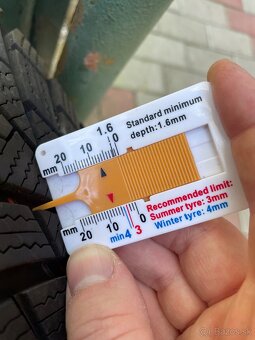 Standard minimum
depth:1.6mm
1.6
mm 20 10 0
Recommended limit:
Summer tyre: 3mm
Winter tyre: 4mm
mm 20 10 0
min4 3